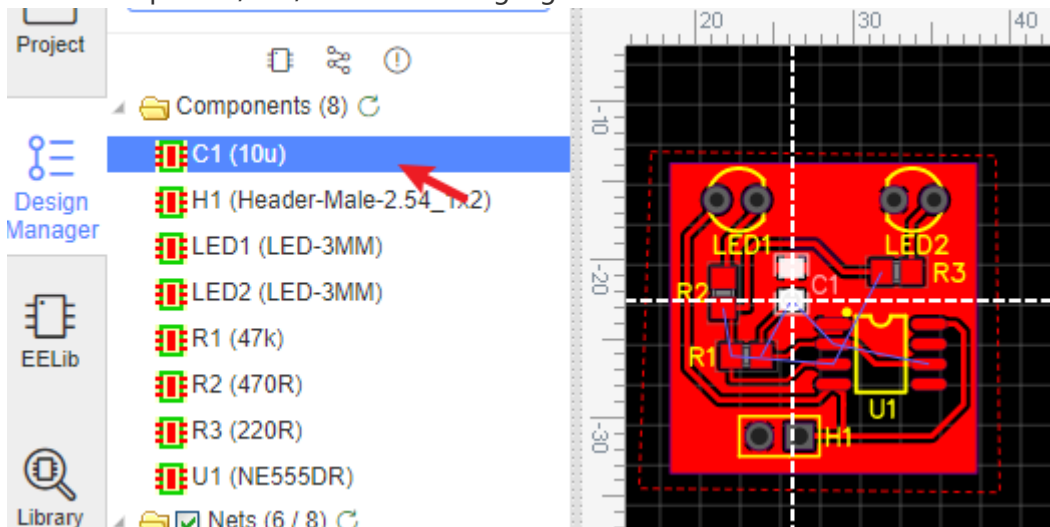 Project
Components (8)
C1 (10u)
H1 (Header-Male-2.54_1x2)
LED1 (LED-3MM)
LED2 (LED-3MM)
R1 (47k)
R2 (470R)
R3 (220R)
U1 (NE555DR)
Nets (6 / 8)
Design
Manager
EELib
Library
20
30
40
-10
-20
-30
LED1
LED2
R3
R2
C1
R1
U1
H1